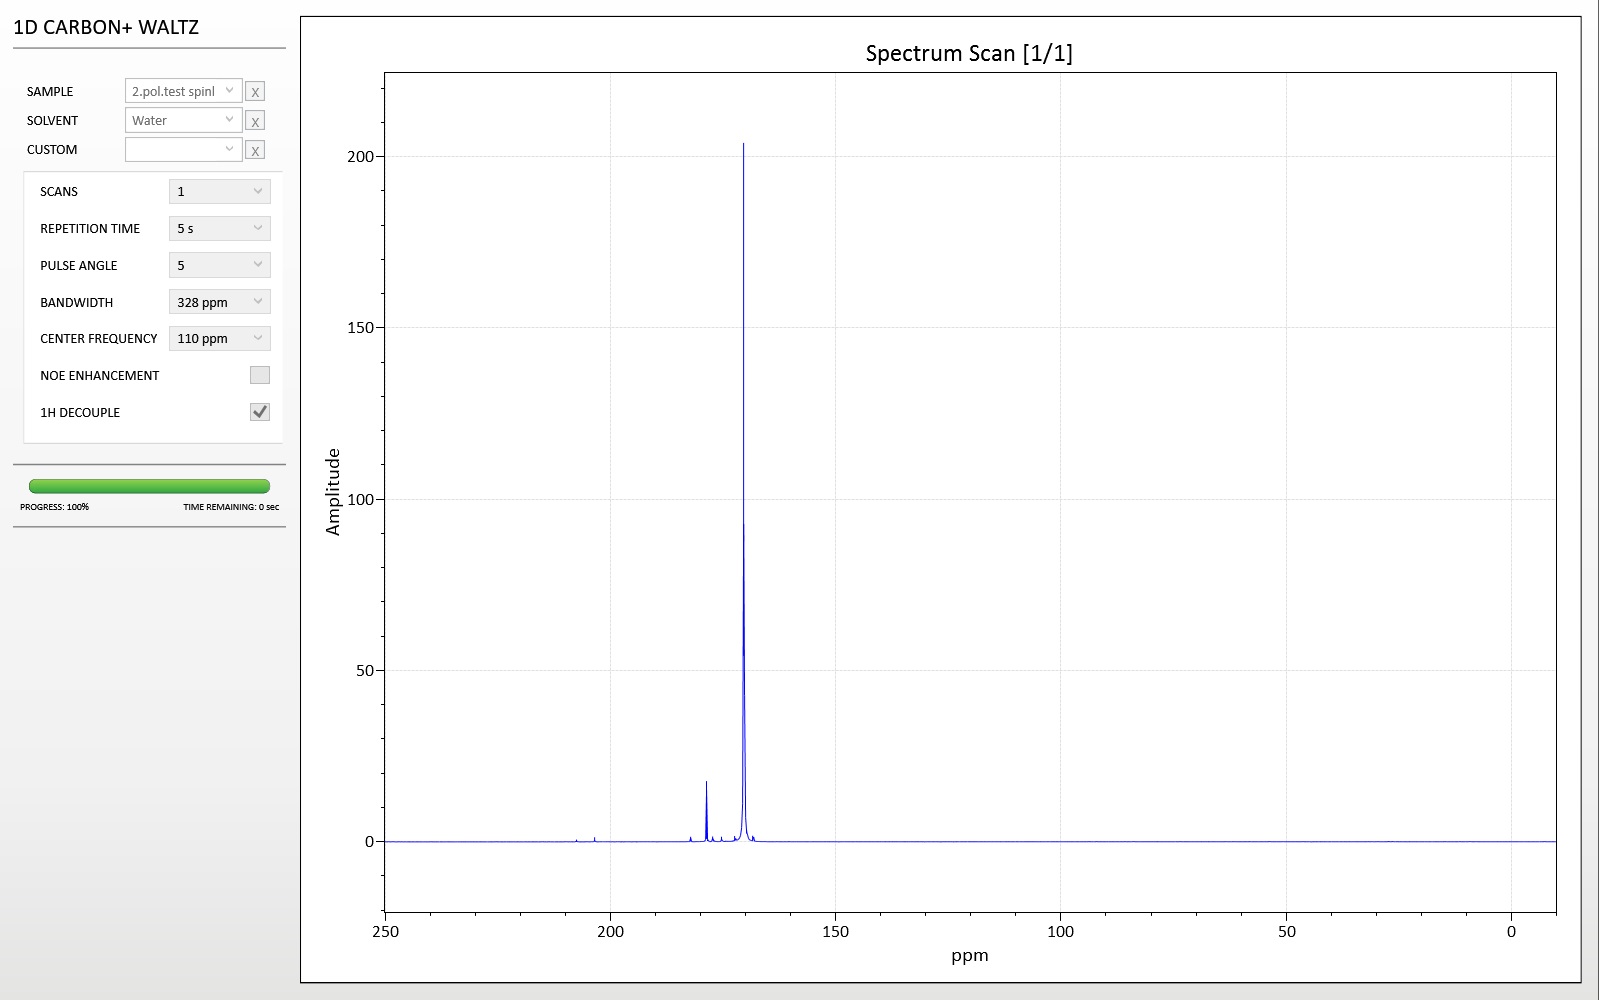 1D CARBON+ WALTZ
SAMPLE 2.pol.test spinl X
SOLVENT Water X
CUSTOM X
SCANS 1
REPETITION TIME 5 s
PULSE ANGLE 5
BANDWIDTH 328 ppm
CENTER FREQUENCY 110 ppm
NOE ENHANCEMENT
1H DECOUPLE
PROGRESS: 100% TIME REMAINING: 0 sec
Spectrum Scan [1/1]
Amplitude
200
150
100
50
0
250 200 150 100 50 0
ppm